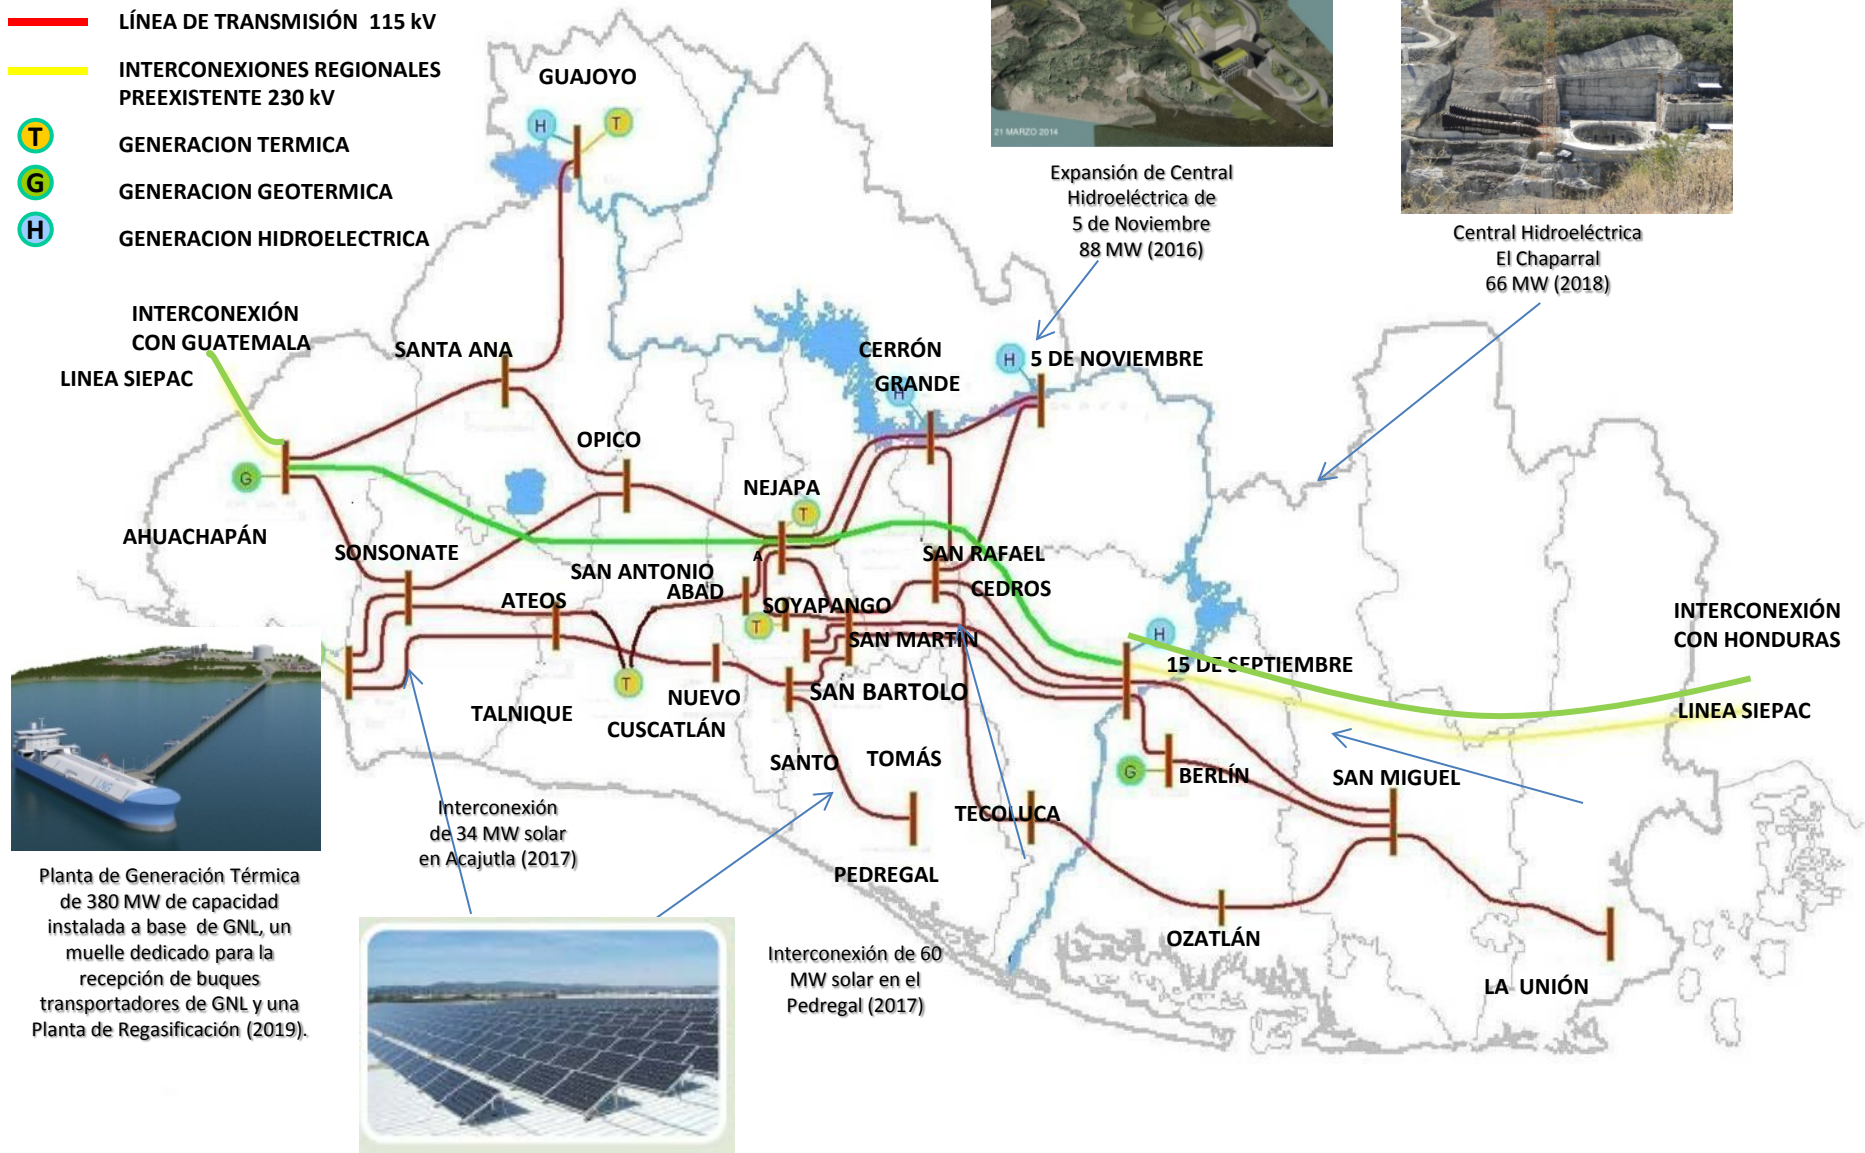 LÍNEA DE TRANSMISIÓN 115 kV
INTERCONEXIONES REGIONALES
PREEXISTENTE 230 kV
T
GENERACION TERMICA
G
GENERACION GEOTERMICA
H
GENERACION HIDROELECTRICA
21 MARZO 2014
Expansión de Central
Hidroeléctrica de
5 de Noviembre
88 MW (2016)
Central Hidroeléctrica
El Chaparral
66 MW (2018)
GUAJOYO
H
T
INTERCONEXIÓN
CON GUATEMALA
LINEA SIEPAC
SANTA ANA
CERRÓN
GRANDE
H
H
5 DE NOVIEMBRE
OPICO
G
AHUACHAPÁN
NEJAPA
T
A
SONSONATE
SAN ANTONIO
ABAD
ATEOS
SOYAPANGO
T
SAN RAFAEL
CEDROS
SAN MARTÍN
H
15 DE SEPTIEMBRE
INTERCONEXIÓN
CON HONDURAS
LINEA SIEPAC
T
TALNIQUE
NUEVO
CUSCATLÁN
SAN BARTOLO
SANTO
TOMÁS
G
BERLÍN
SAN MIGUEL
TECOLUCA
PEDREGAL
OZATLÁN
LA UNIÓN
LNG
Interconexión
de 34 MW solar
en Acajutla (2017)
Planta de Generación Térmica
de 380 MW de capacidad
instalada a base de GNL, un
muelle dedicado para la
recepción de buques
transportadores de GNL y una
Planta de Regasificación (2019).
Interconexión de 60
MW solar en el
Pedregal (2017)